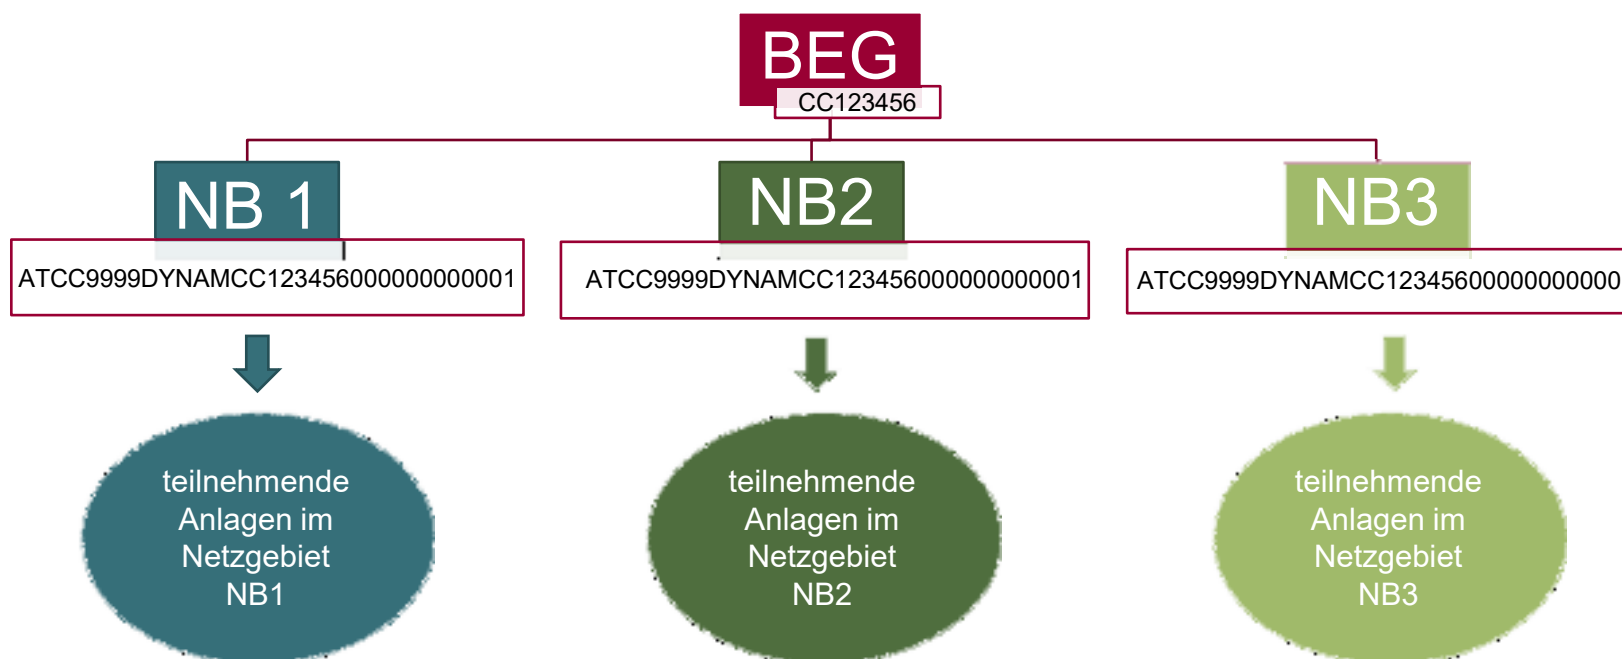 BEG
CC123456
NB 1
NB2
NB3
ATCC9999DYNAMCC123456000000000001
ATCC9999DYNAMCC123456000000000001
ATCC9999DYNAMCC12345600000000000
teilnehmende
Anlagen im
Netzgebiet
NB1
teilnehmende
Anlagen im
Netzgebiet
NB2
teilnehmende
Anlagen im
Netzgebiet
NB3